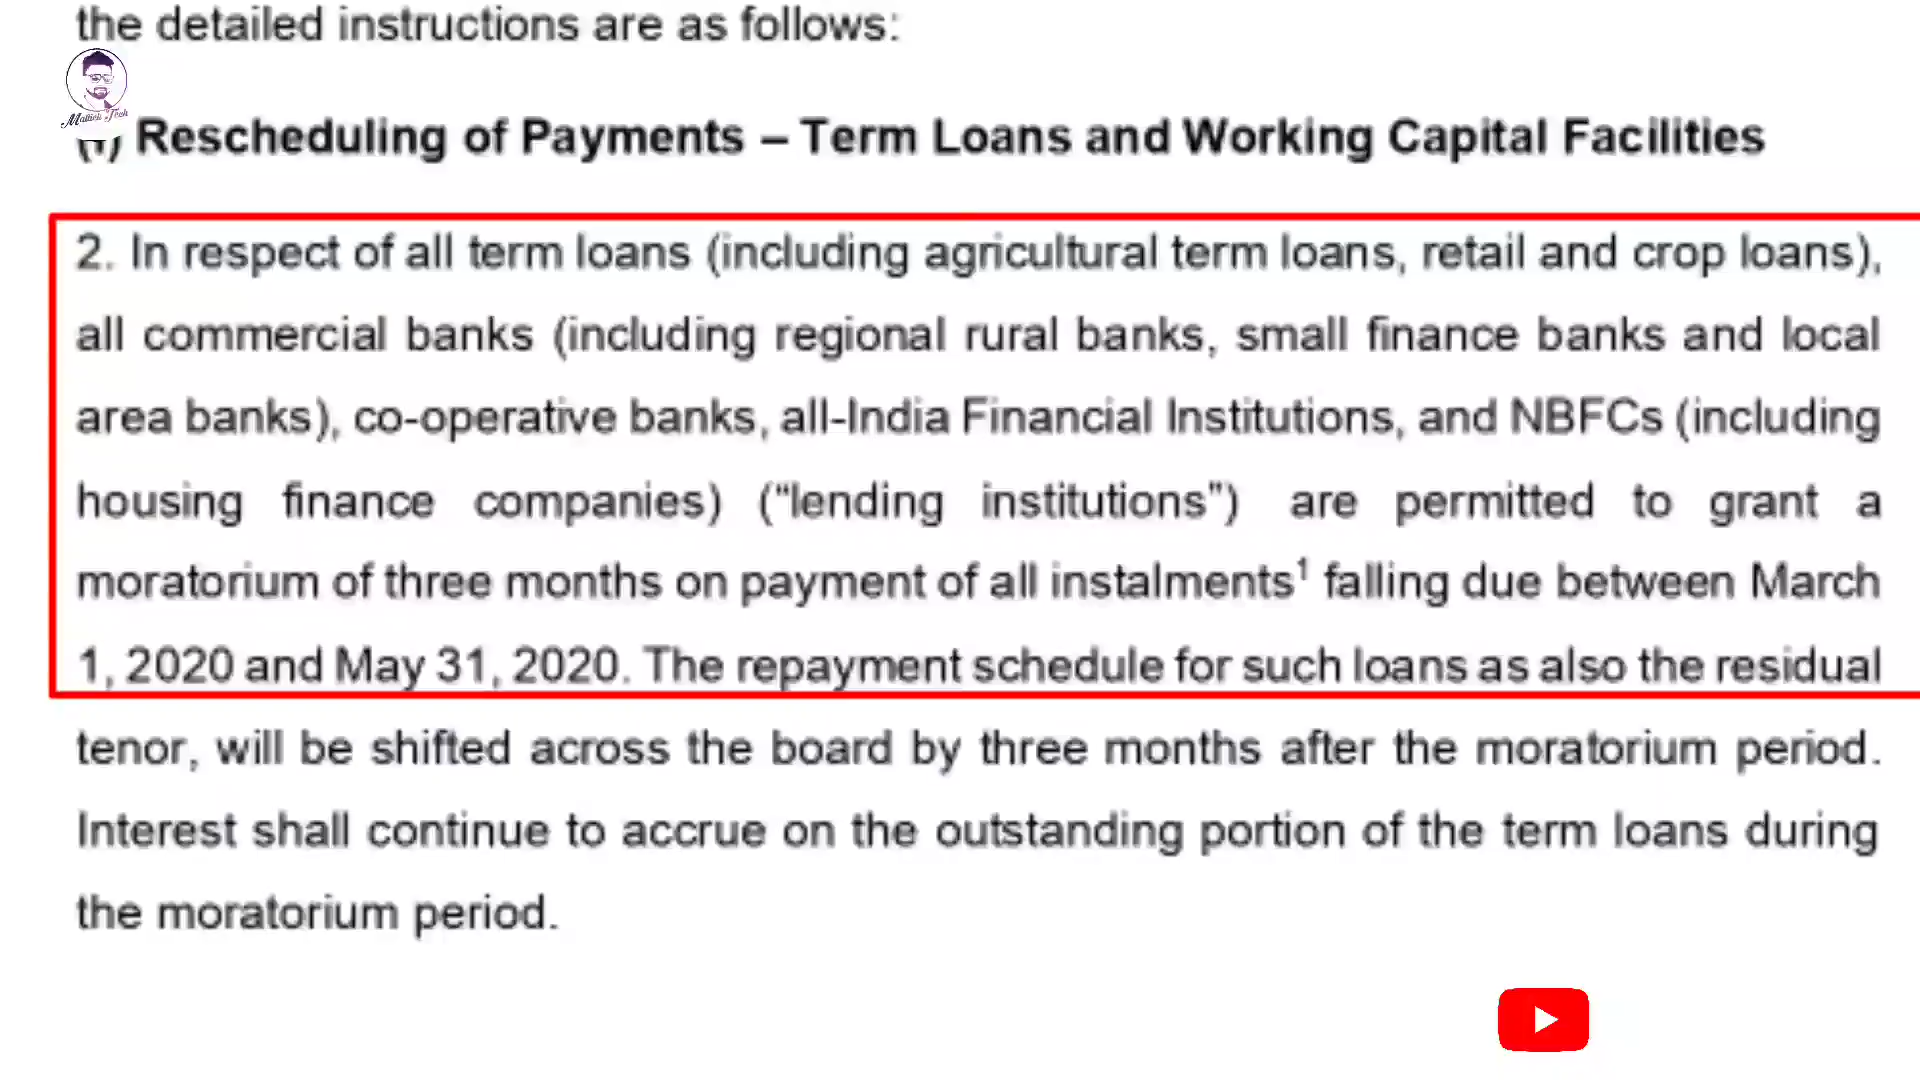 the detailed instructions are as follows:
Mallick Tech
(i) Rescheduling of Payments – Term Loans and Working Capital Facilities
2. In respect of all term loans (including agricultural term loans, retail and crop loans),
all commercial banks (including regional rural banks, small finance banks and local
area banks), co-operative banks, all-India Financial Institutions, and NBFCs (including
housing finance companies) (“lending institutions”) are permitted to grant a
moratorium of three months on payment of all instalments¹ falling due between March
1, 2020 and May 31, 2020. The repayment schedule for such loans as also the residual
tenor, will be shifted across the board by three months after the moratorium period.
Interest shall continue to accrue on the outstanding portion of the term loans during
the moratorium period.